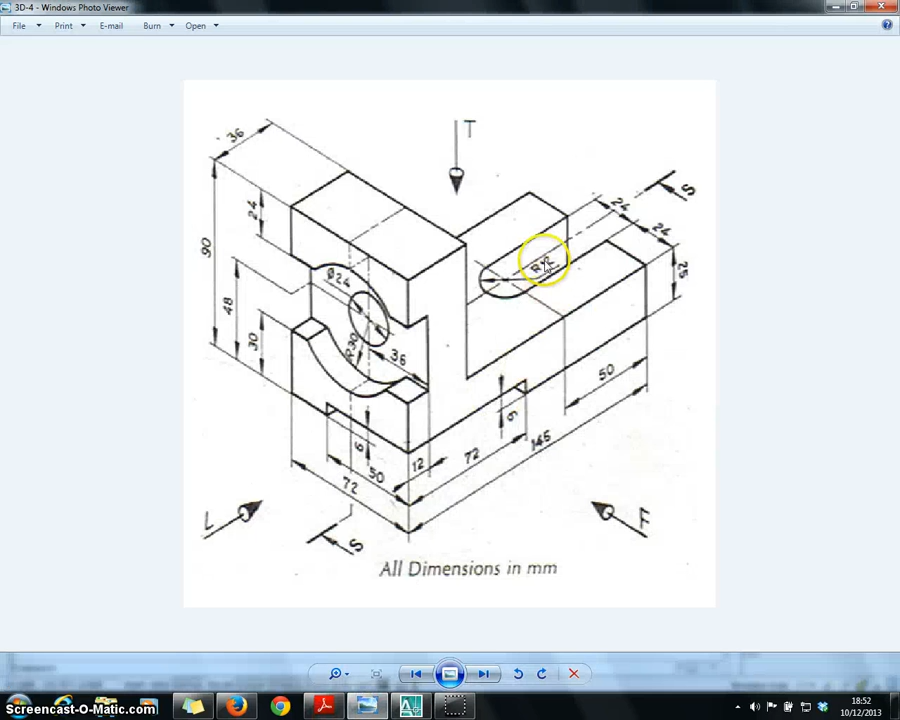 3D-4 - Windows Photo Viewer
File Print E-mail Burn Open
T
36
S
24
24
24
90
Ø24
25
48
R30
30
36
50
6
9
145
12
72
50
72
L
F
S
All Dimensions in mm
Screencast-O-Matic.com
18:52
10/12/2013